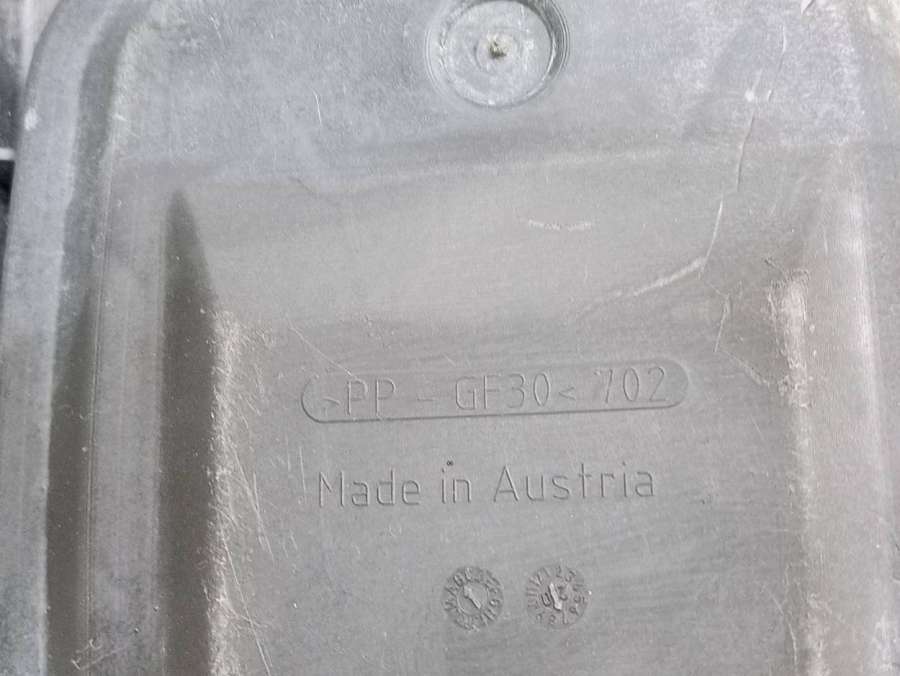 >PP - GF30< 702
Made in Austria